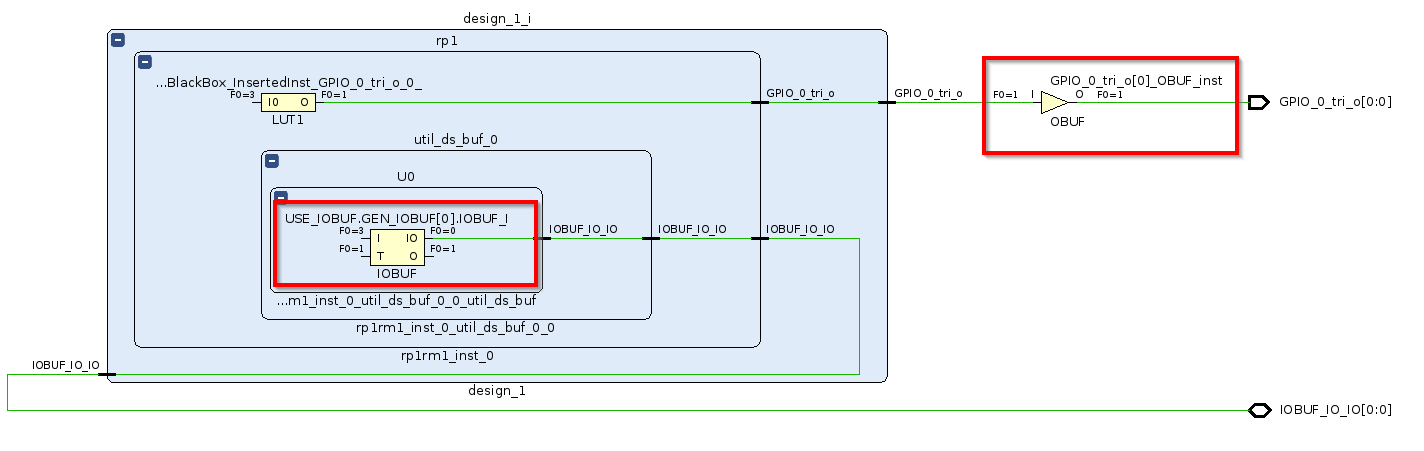 design_1_i
rp1
...BlackBox_InsertedInst_GPIO_0_tri_o_0_
F0=3 I0 O F0=1
LUT1
GPIO_0_tri_o
GPIO_0_tri_o
GPIO_0_tri_o[0]_OBUF_inst
F0=1 I O F0=1
OBUF
GPIO_0_tri_o[0:0]
util_ds_buf_0
U0
USE_IOBUF.GEN_IOBUF[0].IOBUF_I
F0=3 I IO F0=0
F0=1 T O F0=1
IOBUF
IOBUF_IO_IO
IOBUF_IO_IO
IOBUF_IO_IO
...m1_inst_0_util_ds_buf_0_0_util_ds_buf
rp1rm1_inst_0_util_ds_buf_0_0
rp1rm1_inst_0
IOBUF_IO_IO
design_1
IOBUF_IO_IO[0:0]